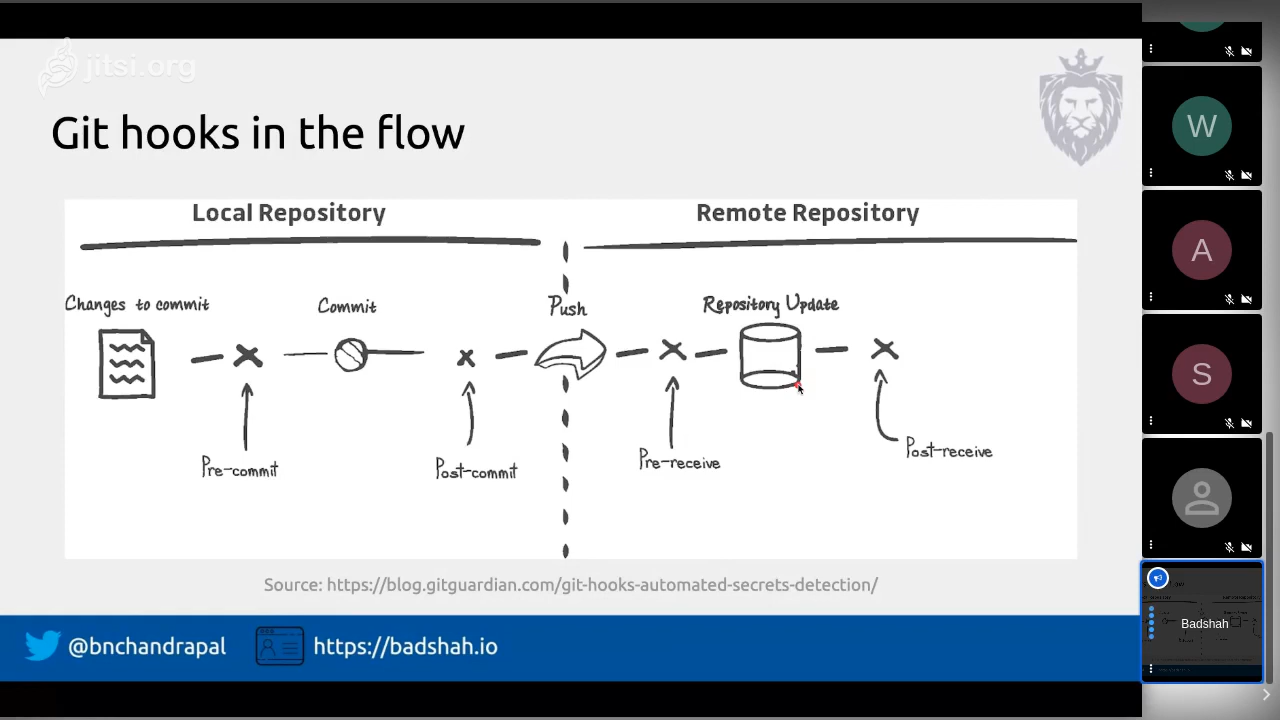 jitsi.org
Git hooks in the flow
Local Repository
Remote Repository
Changes to commit
Commit
Push
Repository Update
Pre-commit
Post-commit
Pre-receive
Post-receive
Source: https://blog.gitguardian.com/git-hooks-automated-secrets-detection/
@bnchandrapal
https://badshah.io
W
A
S
Badshah